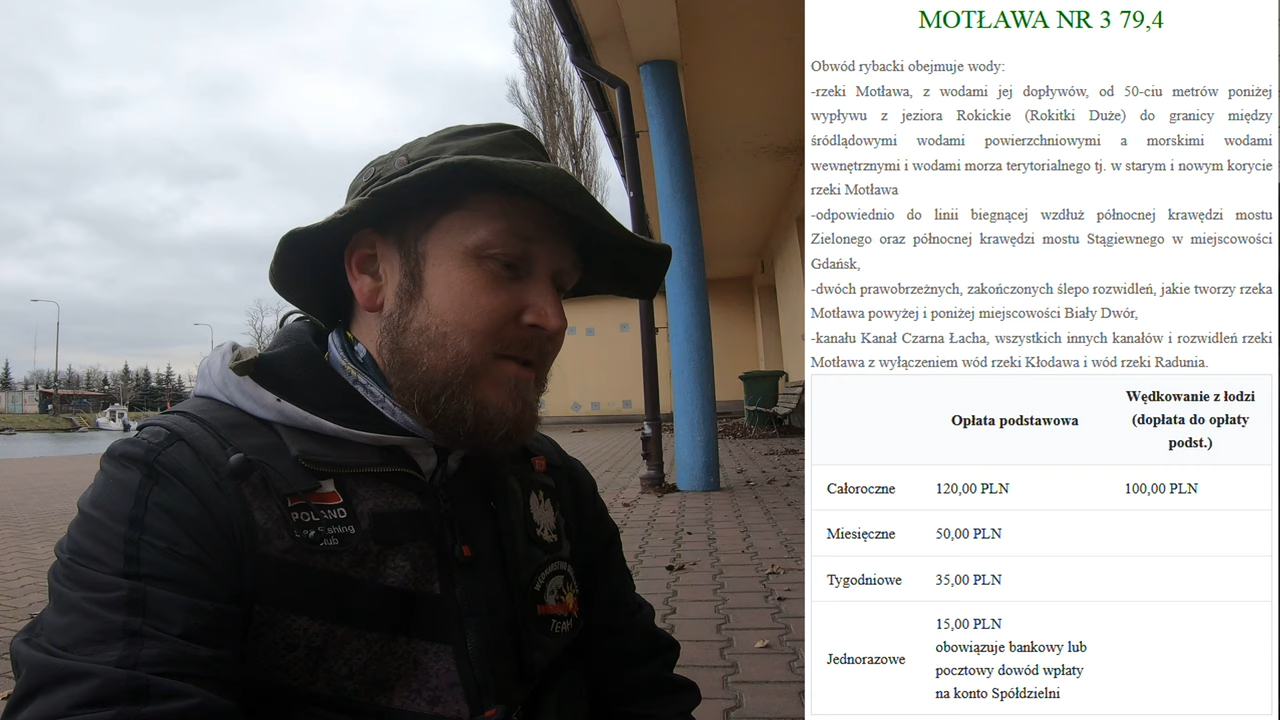 MOTŁAWA NR 3 79,4
Obwód rybacki obejmuje wody:
-rzeki Motława, z wodami jej dopływów, od 50-ciu metrów poniżej
wypływu z jeziora Rokickie (Rokitki Duże) do granicy między
śródlądowymi wodami powierzchniowymi a morskimi wodami
wewnętrznymi i wodami morza terytorialnego tj. w starym i nowym korycie
rzeki Motława
-odpowiednio do linii biegnącej wzdłuż północnej krawędzi mostu
Zielonego oraz północnej krawędzi mostu Stągiewnego w miejscowości
Gdańsk,
-dwóch prawobrzeżnych, zakończonych ślepo rozwidleń, jakie tworzy rzeka
Motława powyżej i poniżej miejscowości Biały Dwór,
-kanału Kanał Czarna Łacha, wszystkich innych kanałów i rozwidleń rzeki
Motława z wyłączeniem wód rzeki Kłodawa i wód rzeki Radunia.
Opłata podstawowa
Wędkowanie z łodzi
(dopłata do opłaty
podst.)
Całoroczne 120,00 PLN 100,00 PLN
Miesięczne 50,00 PLN
Tygodniowe 35,00 PLN
Jednorazowe
15,00 PLN
obowiązuje bankowy lub
pocztowy dowód wpłaty
na konto Spółdzielni
POLAND
TEAM